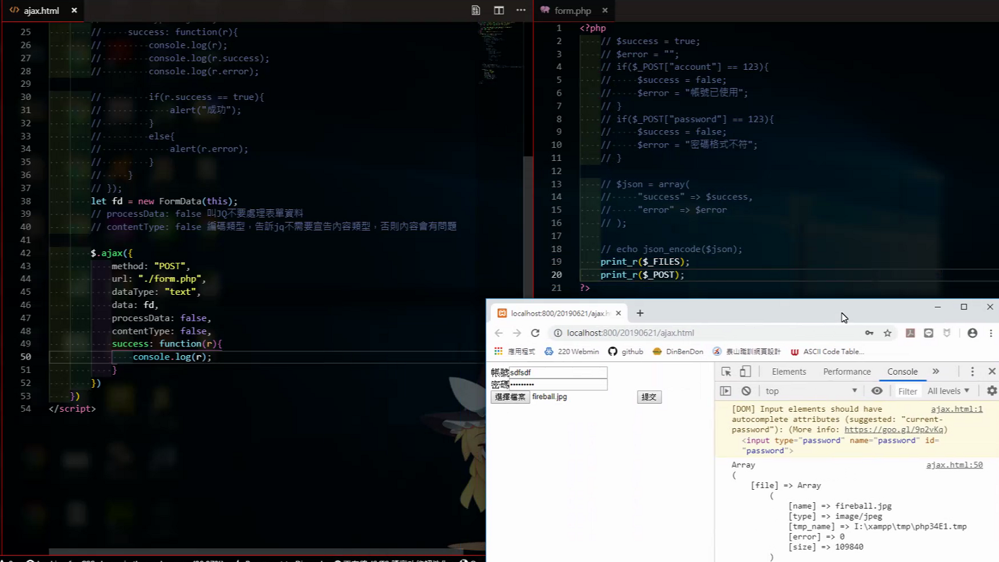 ajax.html
form.php
25 // success: function(r){
26 // console.log(r);
27 // console.log(r.success);
28 // console.log(r.error);
29
30 // if(r.success == true){
31 // alert("成功");
32 // }
33 // else{
34 // alert(r.error);
35 // }
36 // }
37 // });
38 let fd = new FormData(this);
39 // processData: false 叫JQ不要處理表單資料
40 // contentType: false 編碼類型，告訴jq不需要宣告內容類型，否則內容會有問題
41
42 $.ajax({
43 method: "POST",
44 url: "./form.php",
45 dataType: "text",
46 data: fd,
47 processData: false,
48 contentType: false,
49 success: function(r){
50 console.log(r);
51 }
52 })
53 })
54 </script>
1 <?php
2 // $success = true;
3 // $error = "";
4 // if($_POST["account"] == 123){
5 // $success = false;
6 // $error = "帳號已使用";
7 // }
8 // if($_POST["password"] == 123){
9 // $success = false;
10 // $error = "密碼格式不符";
11 // }
12
13 // $json = array(
14 // "success" => $success,
15 // "error" => $error
16 // );
17
18 // echo json_encode($json);
19 print_r($_FILES);
20 print_r($_POST);
21 ?>
localhost:800/20190621/ajax.h
localhost:800/20190621/ajax.html
應用程式 220 Webmin github DinBenDon 泰山職訓網頁設計 ASCII Code Table...
帳號 sdfsdf
密碼 •••••••••
選擇檔案 fireball.jpg 提交
Elements Performance Console »
top Filter All levels
[DOM] Input elements should have ajax.html:1
autocomplete attributes (suggested: "current-
password"): (More info: https://goo.gl/9p2vKq)
<input type="password" name="password" id=
"password">
Array ajax.html:50
(
[file] => Array
(
[name] => fireball.jpg
[type] => image/jpeg
[tmp_name] => I:\xampp\tmp\php34E1.tmp
[error] => 0
[size] => 109840
)